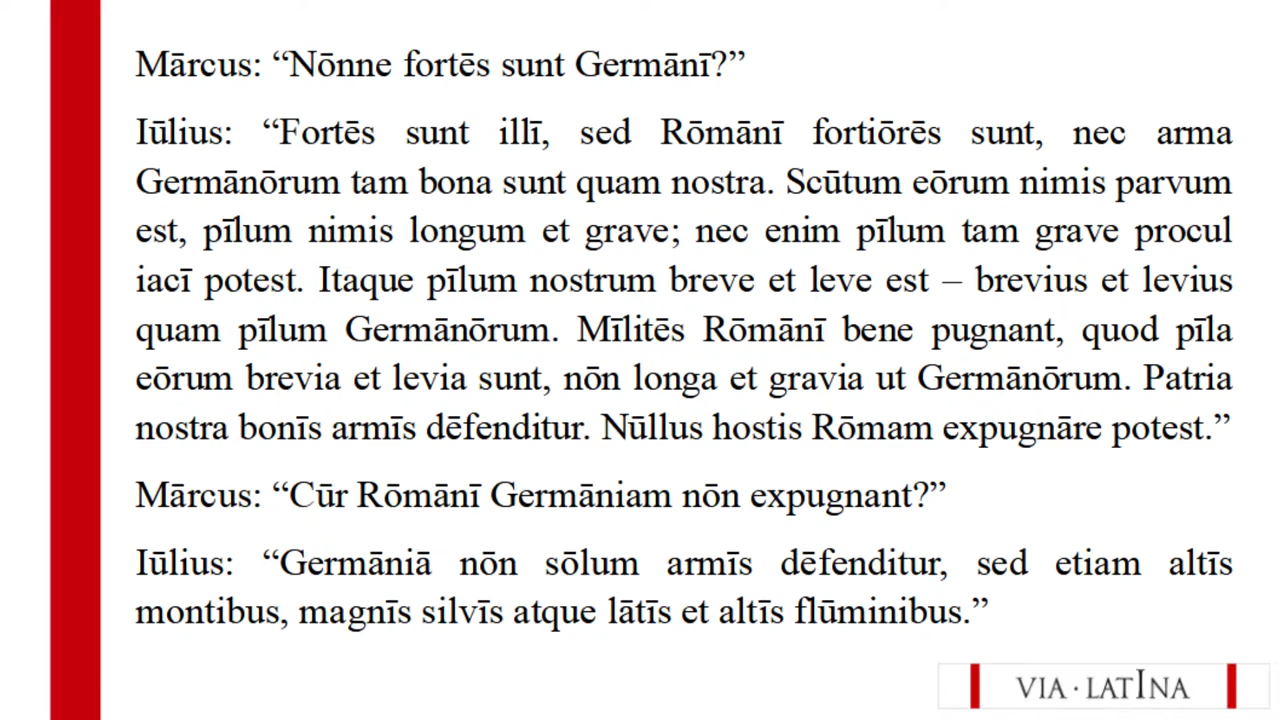 Mārcus: “Nōnne fortēs sunt Germānī?”
Iūlius: “Fortēs sunt illī, sed Rōmānī fortiōrēs sunt, nec arma
Germānōrum tam bona sunt quam nostra. Scūtum eōrum nimis parvum
est, pīlum nimis longum et grave; nec enim pīlum tam grave procul
iacī potest. Itaque pīlum nostrum breve et leve est – brevius et levius
quam pīlum Germānōrum. Mīlitēs Rōmānī bene pugnant, quod pīla
eōrum brevia et levia sunt, nōn longa et gravia ut Germānōrum. Patria
nostra bonīs armīs dēfenditur. Nūllus hostis Rōmam expugnāre potest.”
Mārcus: “Cūr Rōmānī Germāniam nōn expugnant?”
Iūlius: “Germāniā nōn sōlum armīs dēfenditur, sed etiam altīs
montibus, magnīs silvīs atque lātīs et altīs flūminibus.”
VIA · LATINA